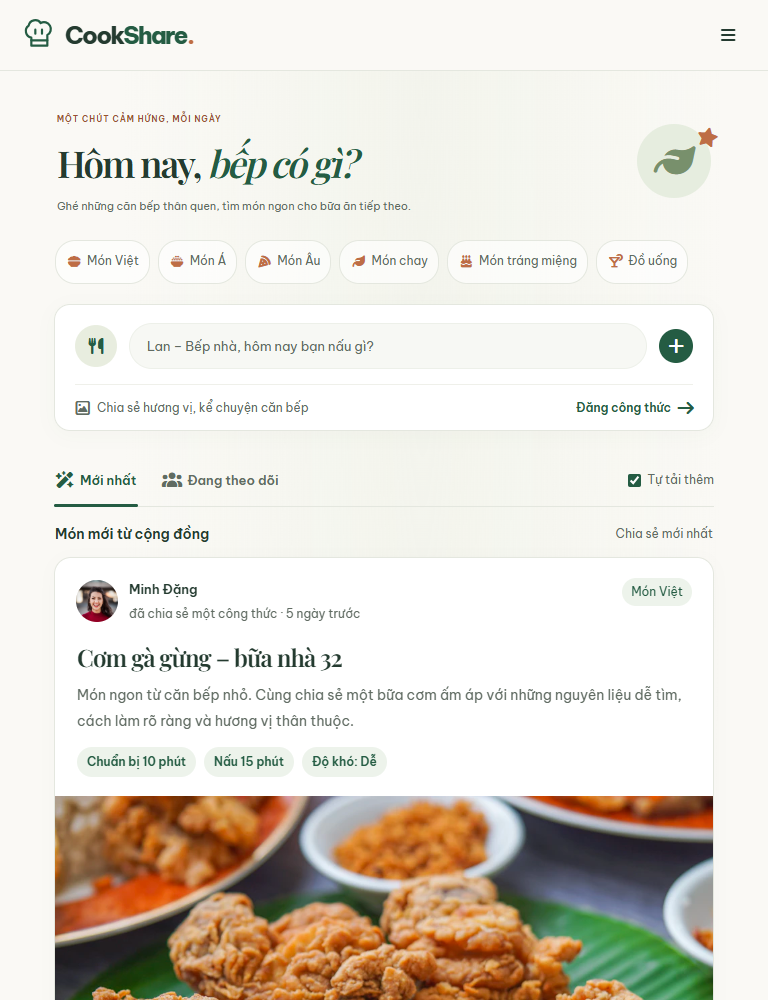 CookShare.
MỘT CHÚT CẢM HỨNG, MỖI NGÀY
Hôm nay, bếp có gì?
Ghé những căn bếp thân quen, tìm món ngon cho bữa ăn tiếp theo.
Món Việt Món Á Món Âu Món chay Món tráng miệng Đồ uống
Lan – Bếp nhà, hôm nay bạn nấu gì?
Chia sẻ hương vị, kể chuyện căn bếp Đăng công thức
Mới nhất Đang theo dõi Tự tải thêm
Món mới từ cộng đồng Chia sẻ mới nhất
Minh Đặng Món Việt
đã chia sẻ một công thức · 5 ngày trước
Cơm gà gừng – bữa nhà 32
Món ngon từ căn bếp nhỏ. Cùng chia sẻ một bữa cơm ấm áp với những nguyên liệu dễ tìm,
cách làm rõ ràng và hương vị thân thuộc.
Chuẩn bị 10 phút Nấu 15 phút Độ khó: Dễ